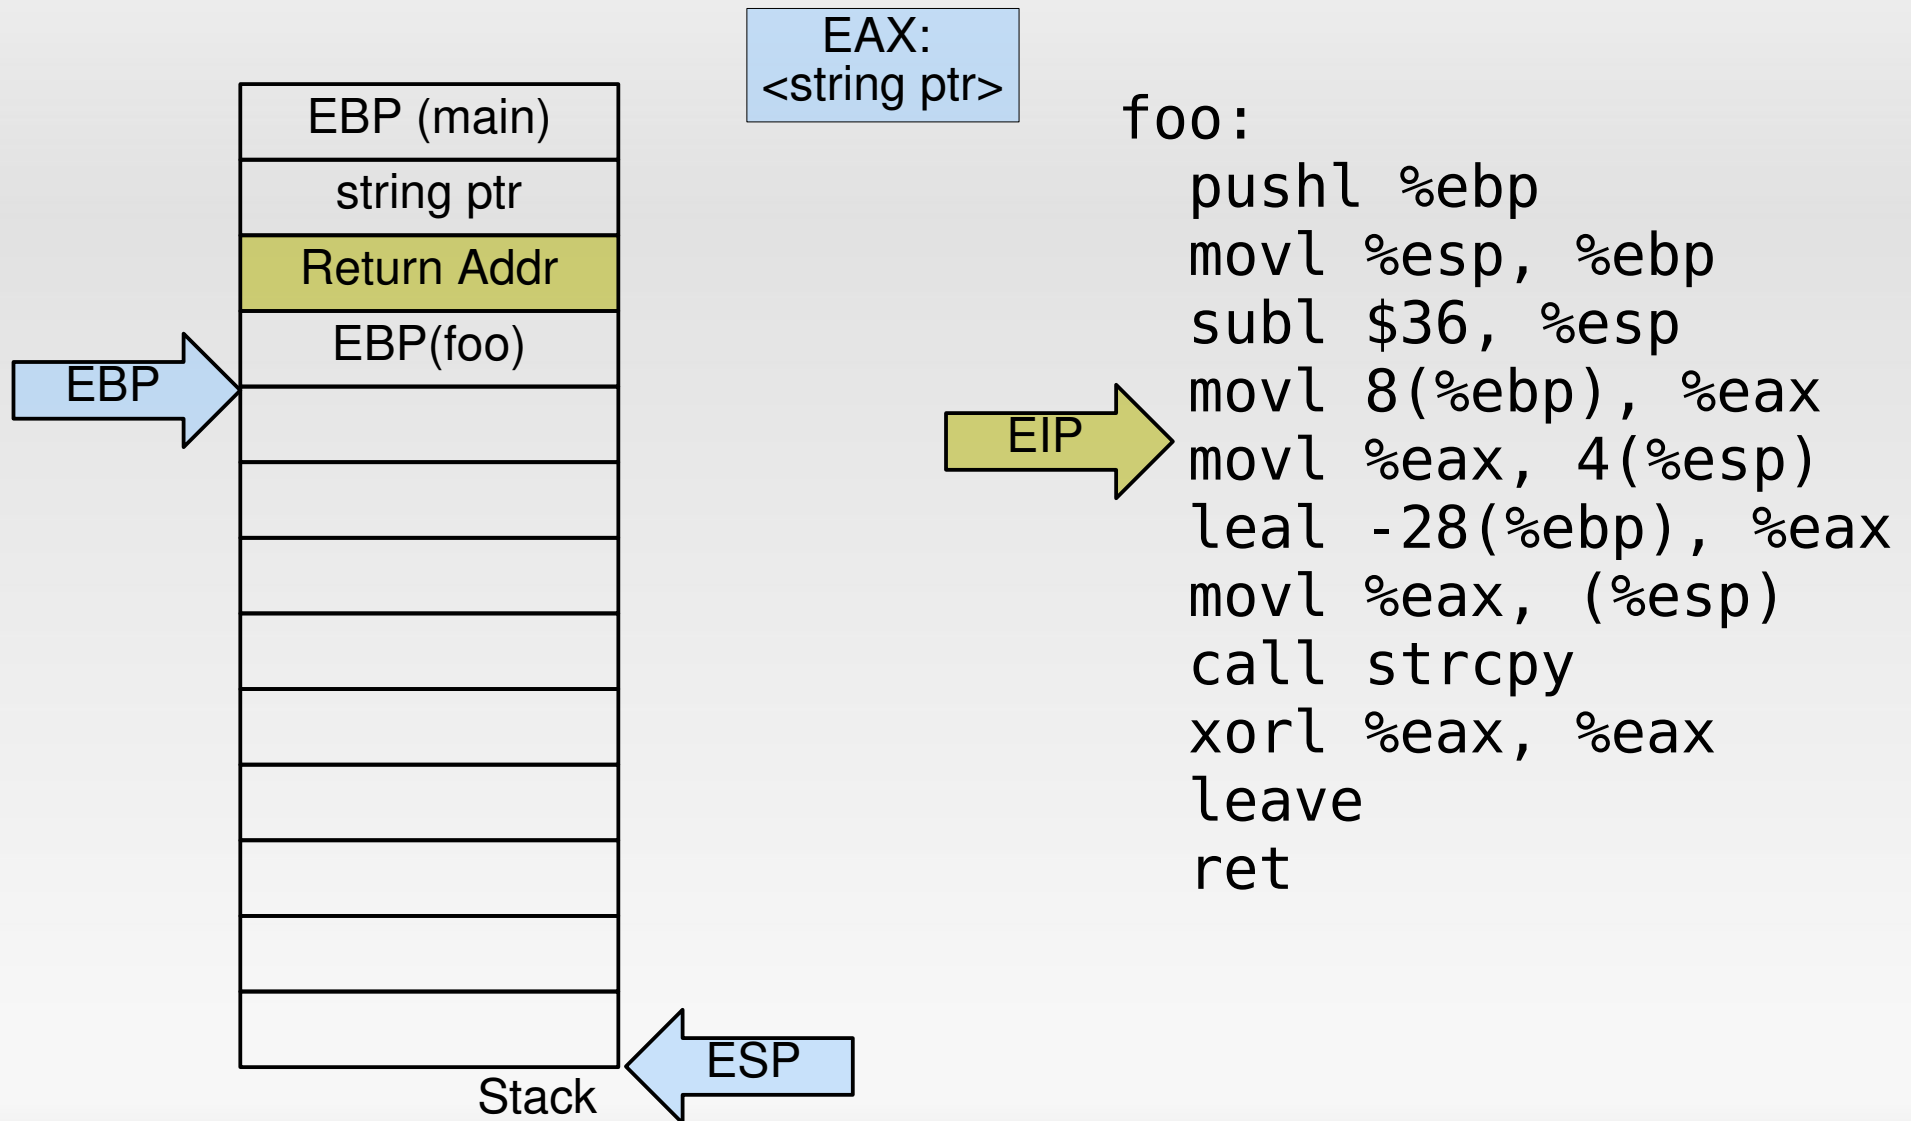 EAX:
<string ptr>
EBP (main)
string ptr
Return Addr
EBP(foo)
EBP
ESP
Stack
EIP
foo:
pushl %ebp
movl %esp, %ebp
subl $36, %esp
movl 8(%ebp), %eax
movl %eax, 4(%esp)
leal -28(%ebp), %eax
movl %eax, (%esp)
call strcpy
xorl %eax, %eax
leave
ret